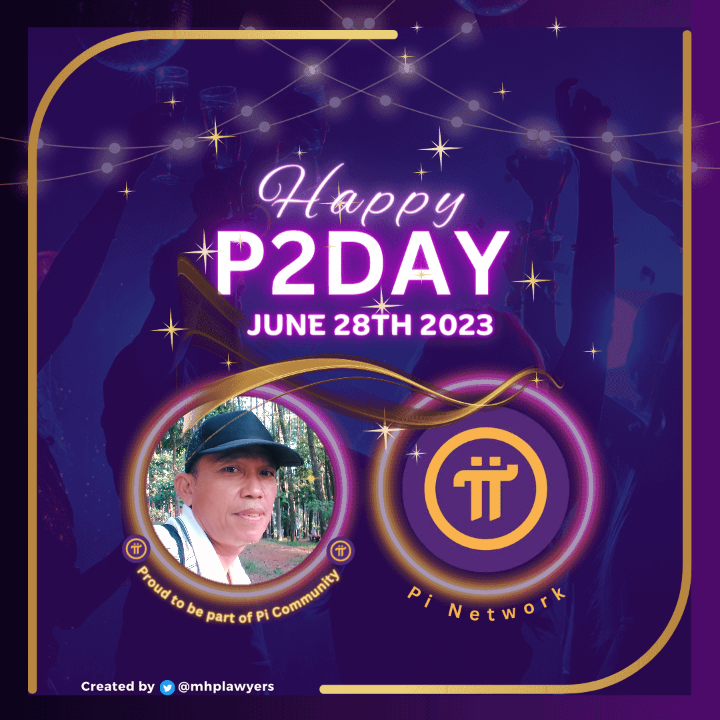 Happy
P2DAY
JUNE 28TH 2023
Proud to be part of Pi Community
Pi Network
Created by @mhplawyers